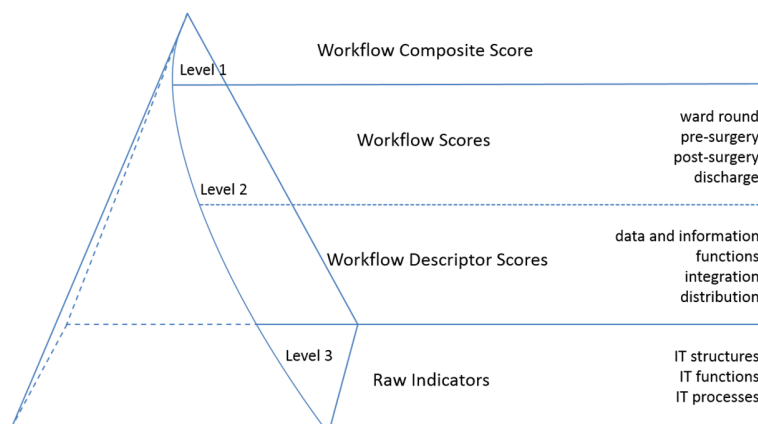 Workflow Composite Score
Level 1
ward round
Workflow Scores
pre-surgery
post-surgery
discharge
Level 2
data and information
Workflow Descriptor Scores
functions
integration
distribution
Level 3
IT structures
Raw Indicators
IT functions
IT processes